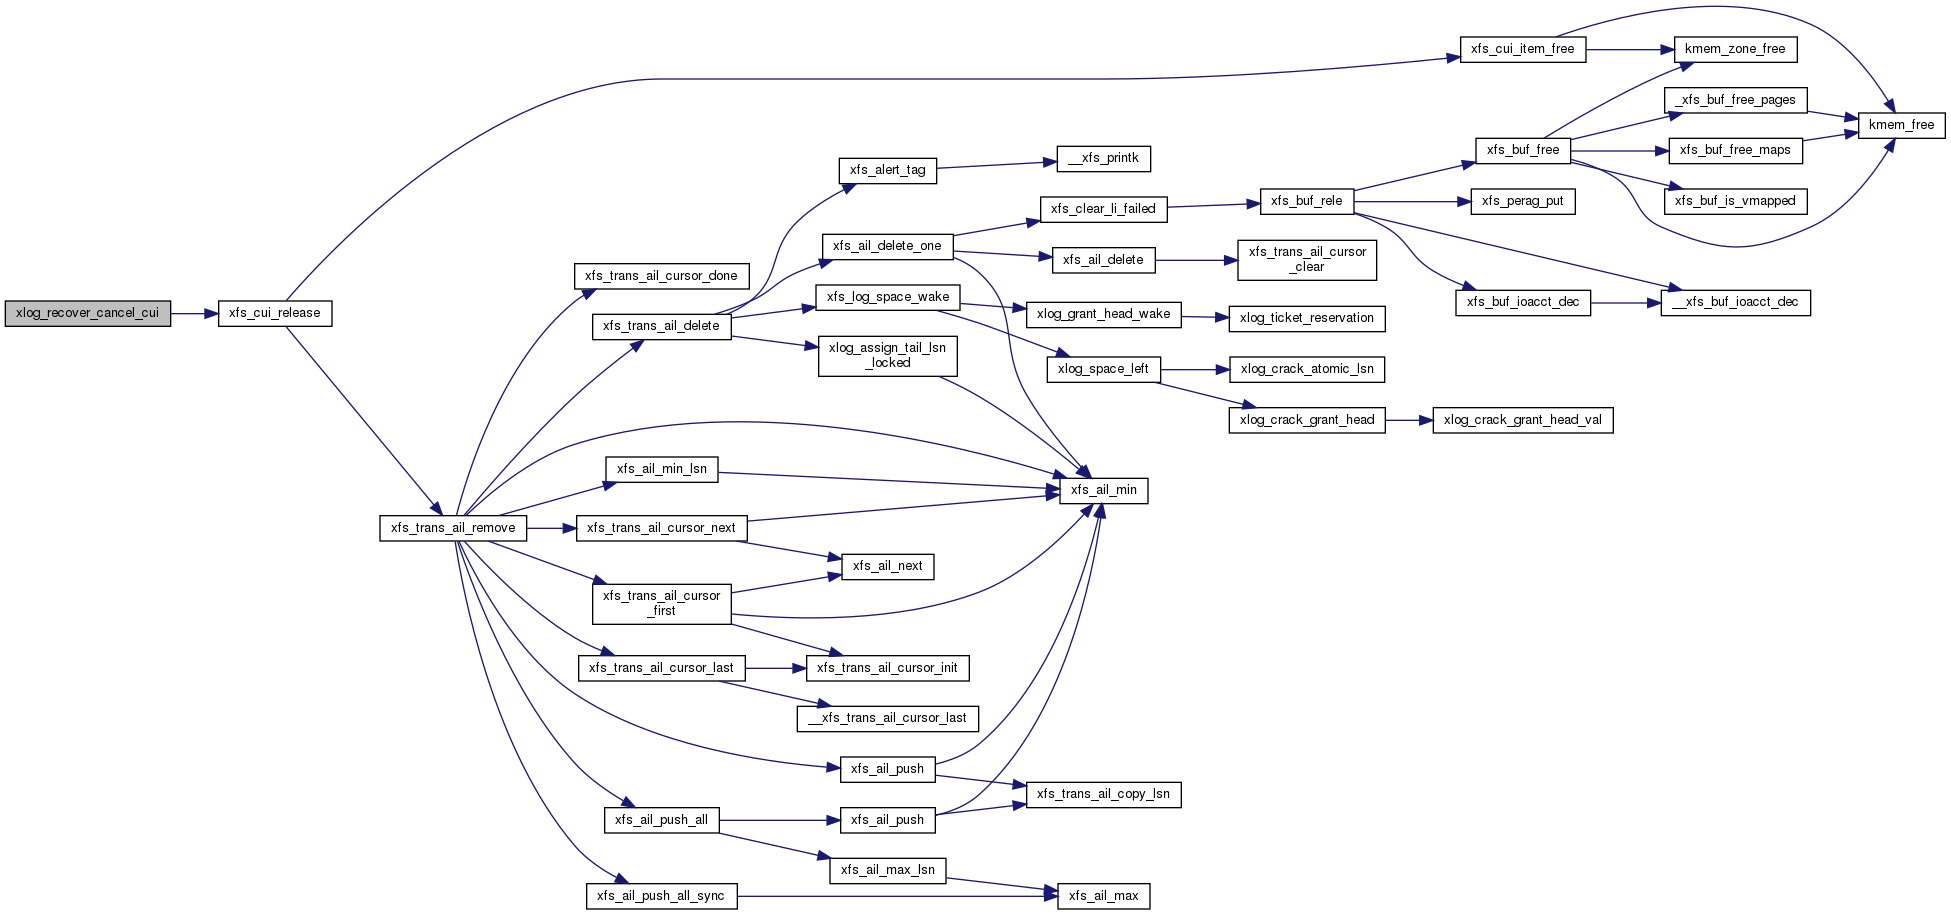 xfs_cui_item_free
kmem_zone_free
_xfs_buf_free_pages
kmem_free
xfs_buf_free
xfs_buf_free_maps
__xfs_printk
xfs_alert_tag
xfs_buf_rele
xfs_perag_put
xfs_buf_is_vmapped
xfs_clear_li_failed
xfs_ail_delete_one
xfs_ail_delete
xfs_trans_ail_cursor
_clear
xfs_trans_ail_cursor_done
xfs_log_space_wake
xfs_buf_ioacct_dec
__xfs_buf_ioacct_dec
xlog_recover_cancel_cui
xfs_cui_release
xlog_grant_head_wake
xlog_ticket_reservation
xfs_trans_ail_delete
xlog_assign_tail_lsn
_locked
xlog_space_left
xlog_crack_atomic_lsn
xlog_crack_grant_head
xlog_crack_grant_head_val
xfs_ail_min_lsn
xfs_ail_min
xfs_trans_ail_remove
xfs_trans_ail_cursor_next
xfs_ail_next
xfs_trans_ail_cursor
_first
xfs_trans_ail_cursor_last
xfs_trans_ail_cursor_init
__xfs_trans_ail_cursor_last
xfs_ail_push
xfs_trans_ail_copy_lsn
xfs_ail_push_all
xfs_ail_push
xfs_ail_max_lsn
xfs_ail_push_all_sync
xfs_ail_max